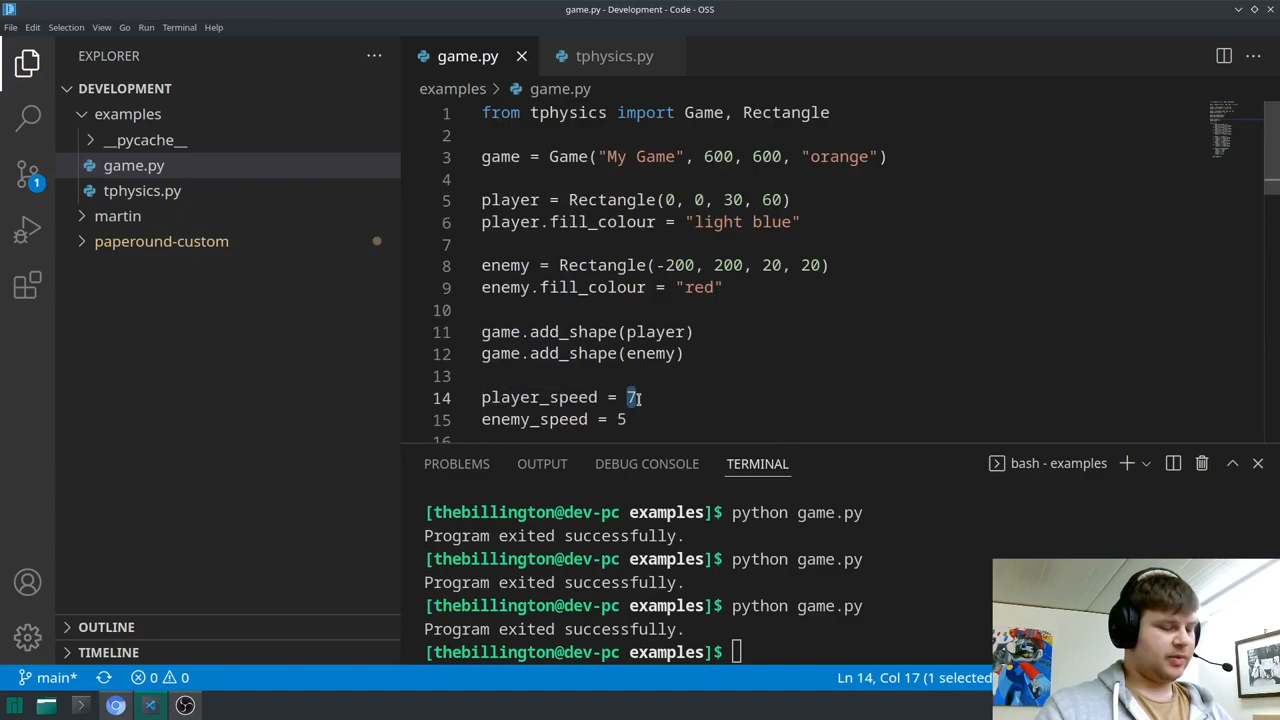 game.py - Development - Code - OSS
File Edit Selection View Go Run Terminal Help
EXPLORER
game.py
tphysics.py
DEVELOPMENT
examples
__pycache__
game.py
tphysics.py
martin
paperound-custom
1
OUTLINE
TIMELINE
examples > game.py
1 from tphysics import Game, Rectangle
2
3 game = Game("My Game", 600, 600, "orange")
4
5 player = Rectangle(0, 0, 30, 60)
6 player.fill_colour = "light blue"
7
8 enemy = Rectangle(-200, 200, 20, 20)
9 enemy.fill_colour = "red"
10
11 game.add_shape(player)
12 game.add_shape(enemy)
13
14 player_speed = 7
15 enemy_speed = 5
16
PROBLEMS OUTPUT DEBUG CONSOLE TERMINAL
bash - examples
[thebillington@dev-pc examples]$ python game.py
Program exited successfully.
[thebillington@dev-pc examples]$ python game.py
Program exited successfully.
[thebillington@dev-pc examples]$ python game.py
Program exited successfully.
[thebillington@dev-pc examples]$
main* 0 0 Ln 14, Col 17 (1 selected